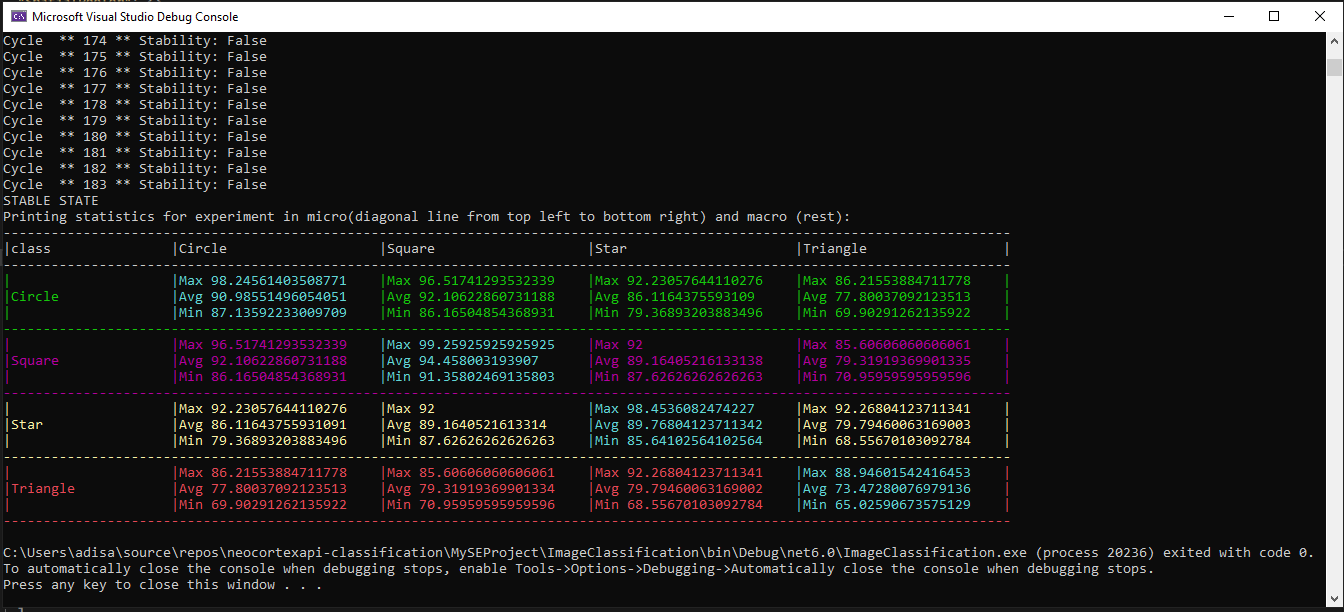 Microsoft Visual Studio Debug Console
Cycle  ** 174 ** Stability: False
Cycle  ** 175 ** Stability: False
Cycle  ** 176 ** Stability: False
Cycle  ** 177 ** Stability: False
Cycle  ** 178 ** Stability: False
Cycle  ** 179 ** Stability: False
Cycle  ** 180 ** Stability: False
Cycle  ** 181 ** Stability: False
Cycle  ** 182 ** Stability: False
Cycle  ** 183 ** Stability: False
STABLE STATE
Printing statistics for experiment in micro(diagonal line from top left to bottom right) and macro (rest):
|class |Circle |Square |Star |Triangle |
| |Max 98.24561403508771 |Max 96.51741293532339 |Max 92.23057644110276 |Max 86.21553884711778 |
|Circle |Avg 90.98551496054051 |Avg 92.10622860731188 |Avg 86.1164375593109 |Avg 77.80037092123513 |
| |Min 87.13592233009709 |Min 86.16504854368931 |Min 79.36893203883496 |Min 69.90291262135922 |
| |Max 96.51741293532339 |Max 99.25925925925925 |Max 92 |Max 85.60606060606061 |
|Square |Avg 92.10622860731188 |Avg 94.458003193907 |Avg 89.16405216133138 |Avg 79.31919369901335 |
| |Min 86.16504854368931 |Min 91.35802469135803 |Min 87.62626262626263 |Min 70.95959595959596 |
| |Max 92.23057644110276 |Max 92 |Max 98.4536082474227 |Max 92.26804123711341 |
|Star |Avg 86.11643755931091 |Avg 89.1640521613314 |Avg 89.76804123711342 |Avg 79.79460063169003 |
| |Min 79.36893203883496 |Min 87.62626262626263 |Min 85.64102564102564 |Min 68.55670103092784 |
| |Max 86.21553884711778 |Max 85.60606060606061 |Max 92.26804123711341 |Max 88.94601542416453 |
|Triangle |Avg 77.80037092123513 |Avg 79.31919369901334 |Avg 79.79460063169002 |Avg 73.47280076979136 |
| |Min 69.90291262135922 |Min 70.95959595959596 |Min 68.55670103092784 |Min 65.02590673575129 |
C:\Users\adisa\source\repos\neocortexapi-classification\MySEProject\ImageClassification\bin\Debug\net6.0\ImageClassification.exe (process 20236) exited with code 0.
To automatically close the console when debugging stops, enable Tools->Options->Debugging->Automatically close the console when debugging stops.
Press any key to close this window . . .